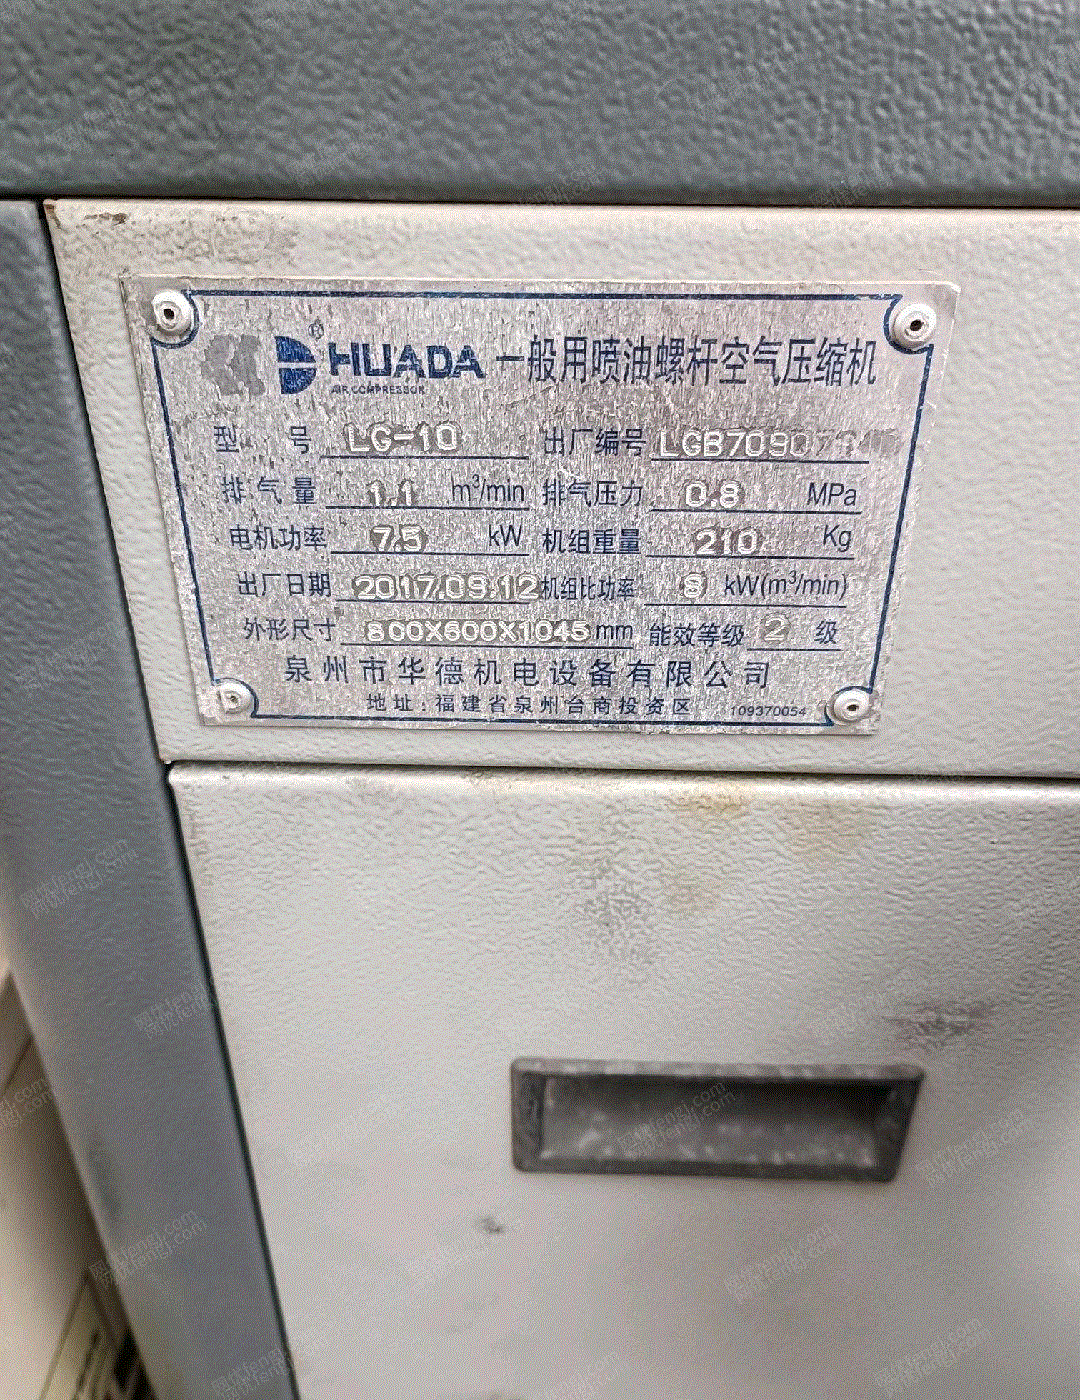 ® HUADA 一般用喷油螺杆空气压缩机
AIR COMPRESSOR
型 号 LG-10 出厂编号
排气量 1.1 m³/min 排气压力 0.8 MPa
电机功率 7.5 kW 机组重量 210 Kg
出厂日期 2017.09.12 机组比功率 8 kW(m³/min)
外形尺寸 800X600X1045 mm 能效等级 2 级
泉州市华德机电设备有限公司
地址:福建省泉州台商投资区 109370054